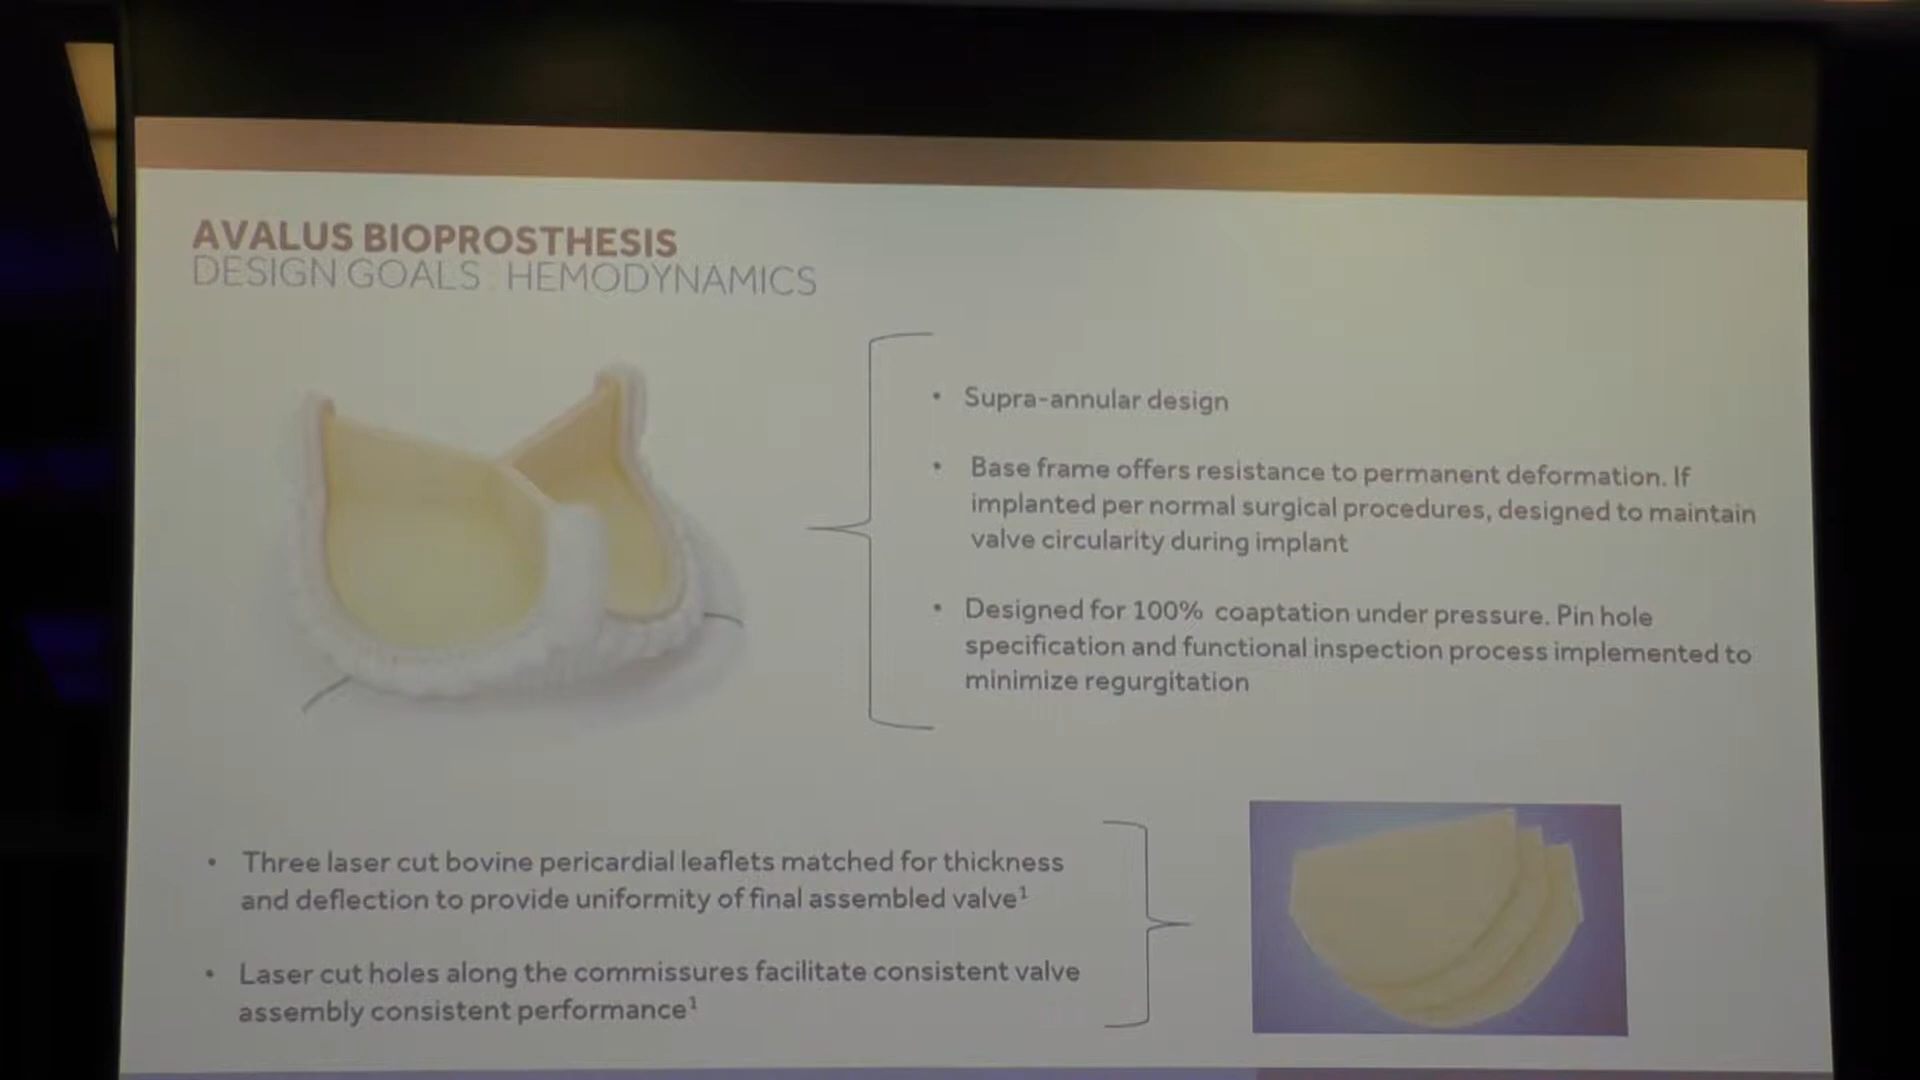 AVALUS BIOPROSTHESIS
DESIGN GOALS : HEMODYNAMICS
• Supra-annular design
• Base frame offers resistance to permanent deformation. If
implanted per normal surgical procedures, designed to maintain
valve circularity during implant
• Designed for 100% coaptation under pressure. Pin hole
specification and functional inspection process implemented to
minimize regurgitation
• Three laser cut bovine pericardial leaflets matched for thickness
and deflection to provide uniformity of final assembled valve¹
• Laser cut holes along the commissures facilitate consistent valve
assembly consistent performance¹